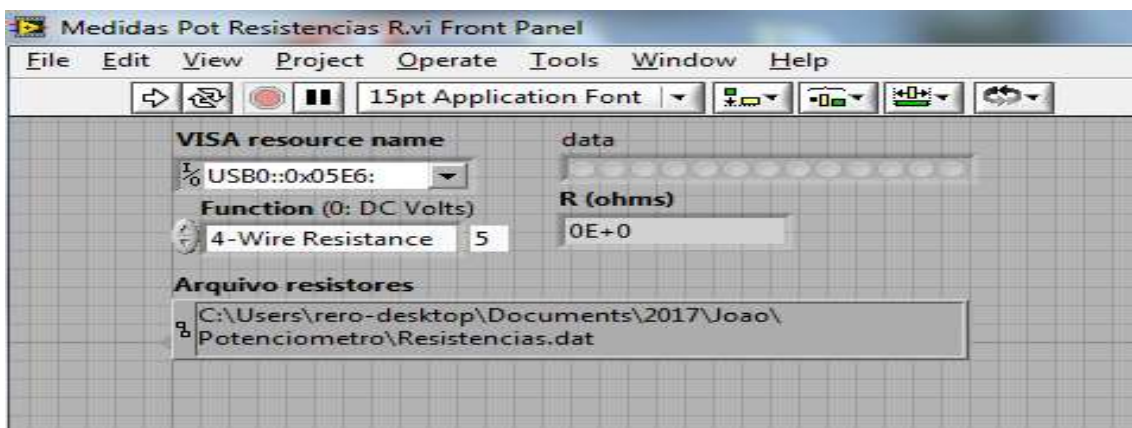 Medidas Pot Resistencias R.vi Front Panel
File Edit View Project Operate Tools Window Help
15pt Application Font
VISA resource name
data
I/O USB0::0x05E6:
R (ohms)
Function (0: DC Volts)
0E+0
4-Wire Resistance 5
Arquivo resistores
C:\Users\rero-desktop\Documents\2017\Joao\
Potenciometro\Resistencias.dat